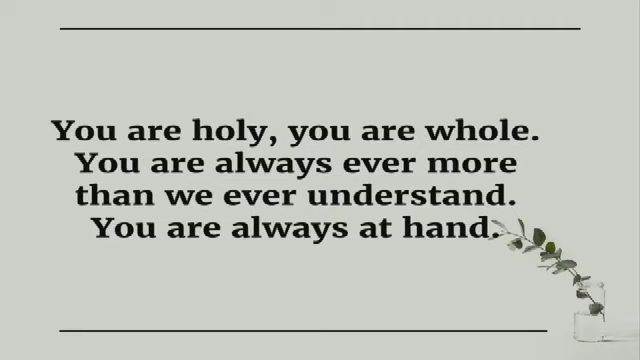 You are holy, you are whole.
You are always ever more
than we ever understand.
You are always at hand.